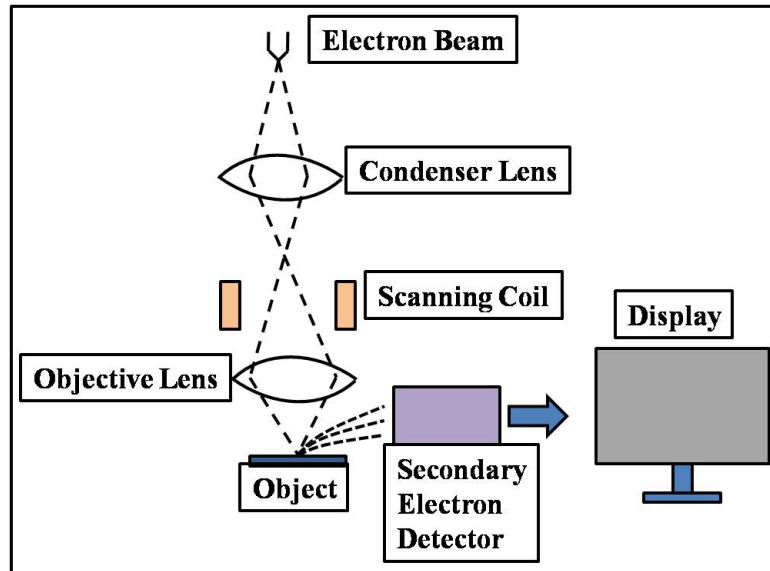 Electron Beam
Condenser Lens
Scanning Coil
Display
Objective Lens
Object
Secondary
Electron
Detector